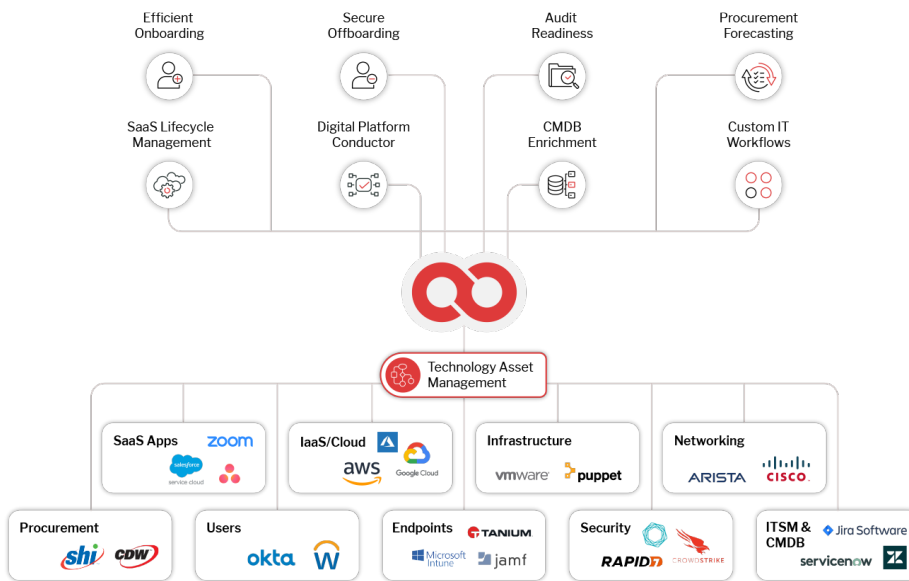 Efficient
Onboarding
Secure
Offboarding
Audit
Readiness
Procurement
Forecasting
SaaS Lifecycle
Management
Digital Platform
Conductor
CMDB
Enrichment
Custom IT
Workflows
Technology Asset
Management
SaaS Apps
zoom
salesforce
service cloud
IaaS/Cloud
aws
Google Cloud
Infrastructure
vmware
puppet
Networking
ARISTA
CISCO
Procurement
shi
CDW
Users
okta
Endpoints
TANIUM
Microsoft
Intune
jamf
Security
RAPID7
CROWDSTRIKE
ITSM &
CMDB
Jira Software
servicenow